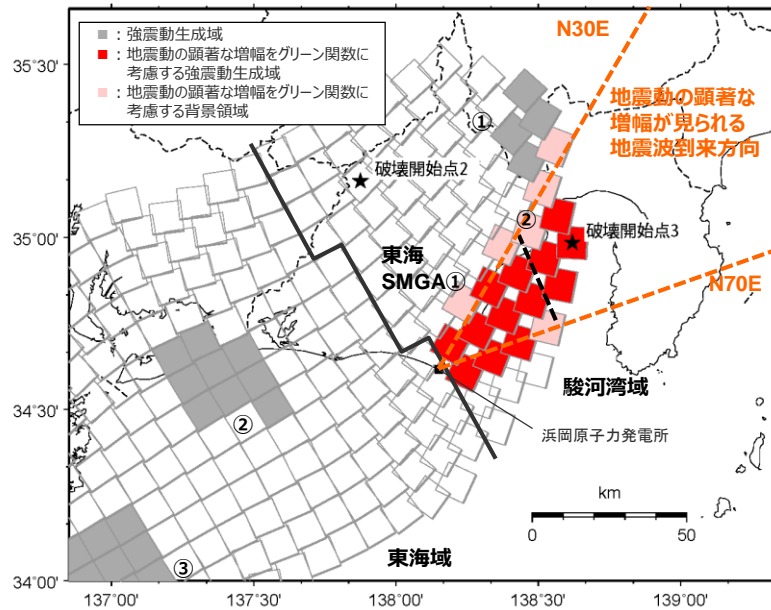 ：強震動生成域
：地震動の顕著な増幅をグリーン関数に
考慮する強震動生成域
：地震動の顕著な増幅をグリーン関数に
考慮する背景領域
N30E
地震動の顕著な
増幅が見られる
地震波到来方向
①
破壊開始点2
②
破壊開始点3
東海
SMGA①
N70E
駿河湾域
浜岡原子力発電所
②
km
0 50
東海域
③
35°30'
35°00'
34°30'
34°00'
137°00' 137°30' 138°00' 138°30' 139°00'